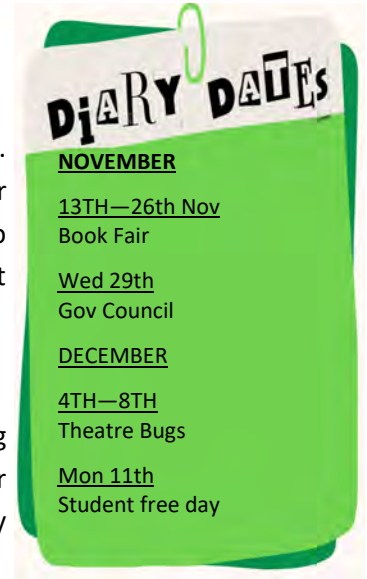 DiARY DATEs
NOVEMBER
13TH—26th Nov
Book Fair
Wed 29th
Gov Council
DECEMBER
4TH—8TH
Theatre Bugs
Mon 11th
Student free day